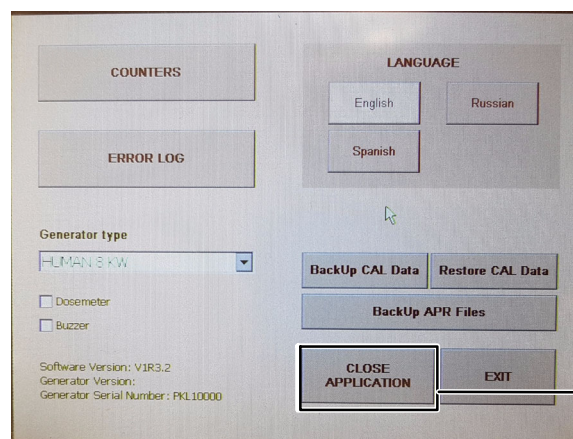 COUNTERS
ERROR LOG
LANGUAGE
English
Russian
Spanish
Generator type
HUMAN 8 KW
Dosemeter
Buzzer
BackUp CAL Data
Restore CAL Data
BackUp APR Files
Software Version: V1R3.2
Generator Version:
Generator Serial Number: PKL10000
CLOSE
APPLICATION
EXIT